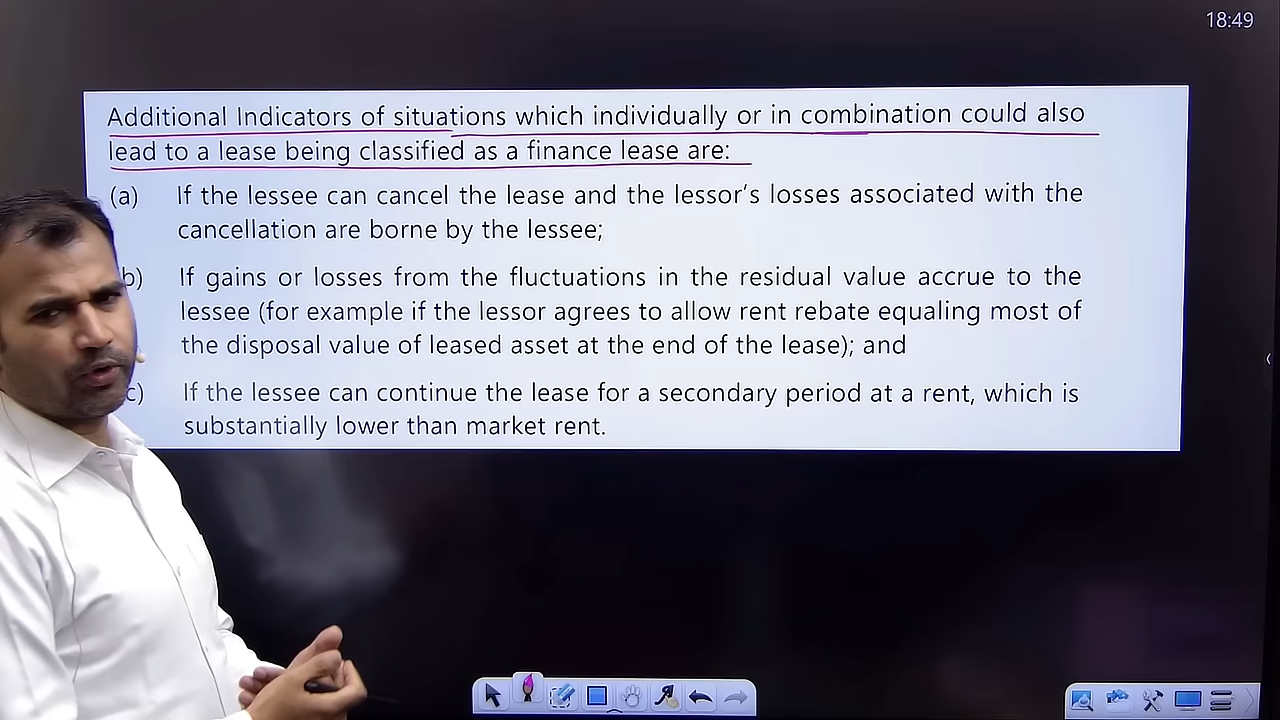 18:49
Additional Indicators of situations which individually or in combination could also
lead to a lease being classified as a finance lease are:
(a) If the lessee can cancel the lease and the lessor's losses associated with the
cancellation are borne by the lessee;
b) If gains or losses from the fluctuations in the residual value accrue to the
lessee (for example if the lessor agrees to allow rent rebate equaling most of
the disposal value of leased asset at the end of the lease); and
c) If the lessee can continue the lease for a secondary period at a rent, which is
substantially lower than market rent.